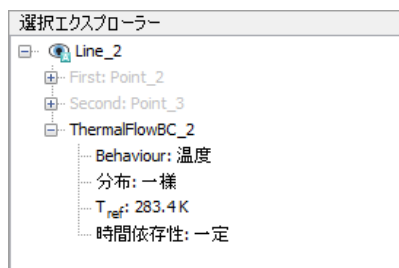 選択エクスプローラー
Line_2
First: Point_2
Second: Point_3
ThermalFlowBC_2
Behaviour: 温度
分布: 一様
Tref: 283.4 K
時間依存性: 一定